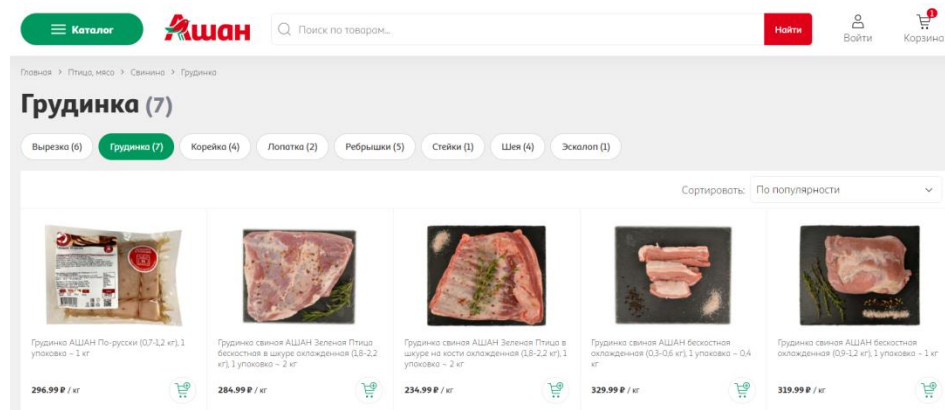 Каталог
Ашан
Поиск по товарам...
Найти
Войти
1
Корзина
Главная > Птица, мясо > Свинина > Грудинка
Грудинка (7)
Вырезка (6)
Грудинка (7)
Корейка (4)
Лопатка (2)
Ребрышки (5)
Стейки (1)
Шея (4)
Эскалоп (1)
Сортировать:
По популярности
Грудинка АШАН По-русски (0,7-1,2 кг), 1
упаковка ~ 1 кг
296.99 ₽ / кг
Грудинка свиная АШАН Зеленая Птица
бескостная в шкуре охлажденная (1,8-2,2
кг), 1 упаковка ~ 2 кг
284.99 ₽ / кг
Грудинка свиная АШАН Зеленая Птица в
шкуре на кости охлажденная (1,8-2,2 кг), 1
упаковка ~ 2 кг
234.99 ₽ / кг
Грудинка свиная АШАН бескостная
охлажденная (0,3-0,6 кг), 1 упаковка ~ 0,4
кг
329.99 ₽ / кг
Грудинка свиная АШАН бескостная
охлажденная (0,9-1,2 кг), 1 упаковка ~ 1 кг
319.99 ₽ / кг